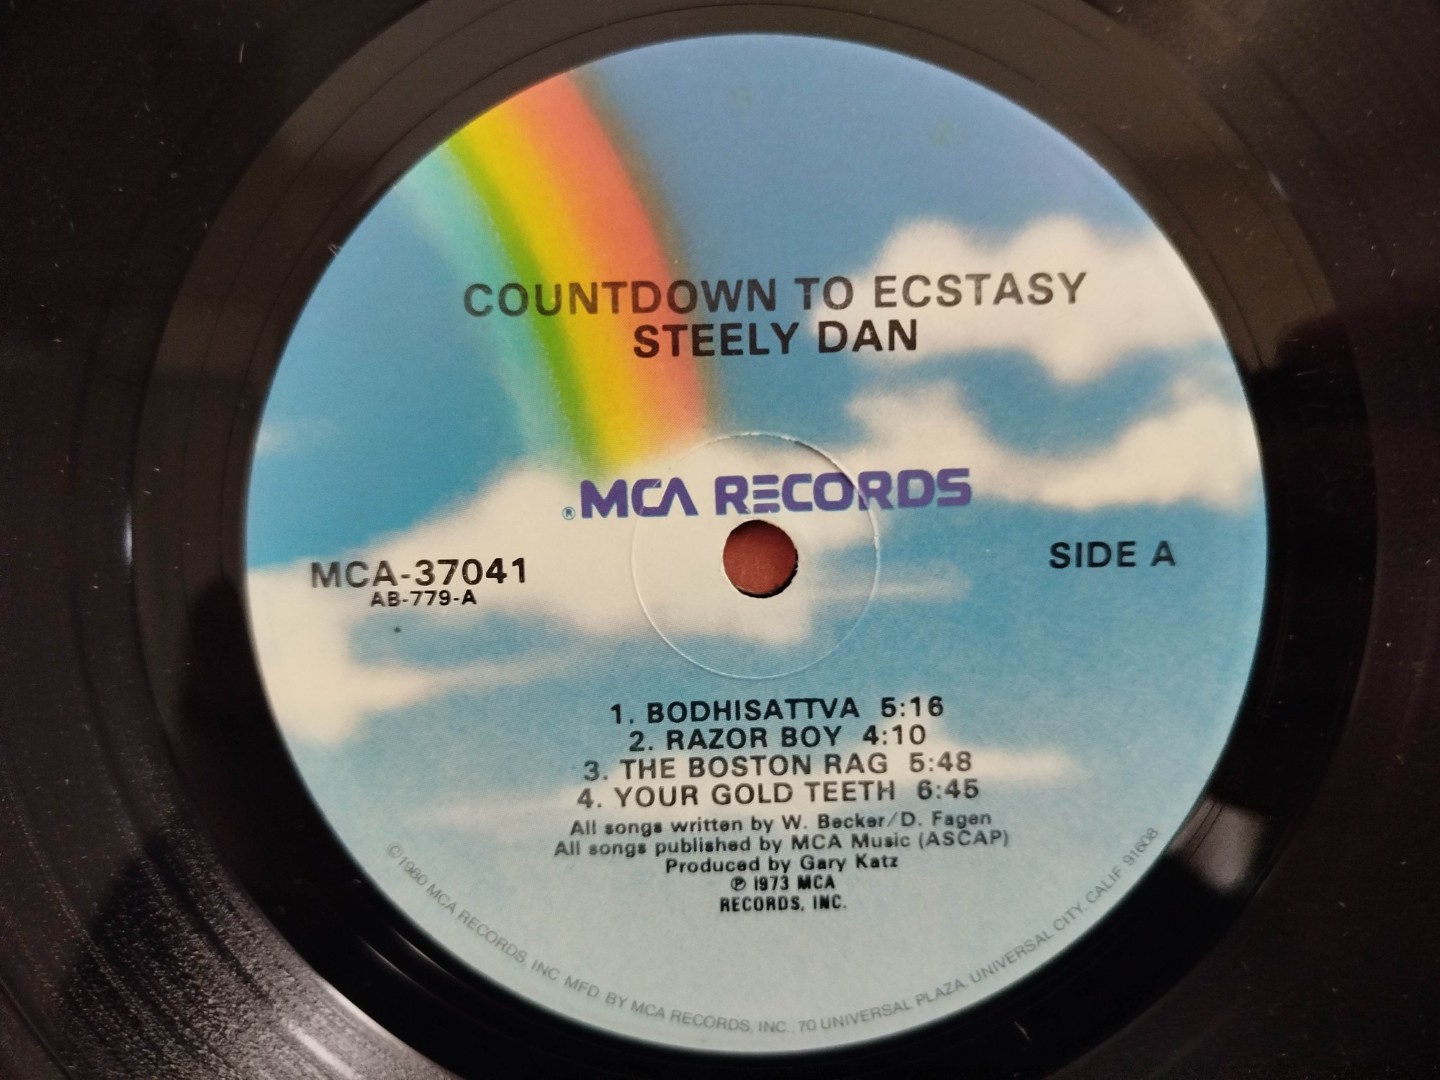 COUNTDOWN TO ECSTASY
STEELY DAN
®MCA RECORDS
MCA-37041
AB-779-A
SIDE A
1. BODHISATTVA 5:16
2. RAZOR BOY 4:10
3. THE BOSTON RAG 5:48
4. YOUR GOLD TEETH 6:45
All songs written by W. Becker/D. Fagen
All songs published by MCA Music (ASCAP)
Produced by Gary Katz
℗ 1973 MCA
RECORDS, INC.
©1980 MCA RECORDS, INC. MFD. BY MCA RECORDS, INC., 70 UNIVERSAL PLAZA, UNIVERSAL CITY, CALIF. 91608